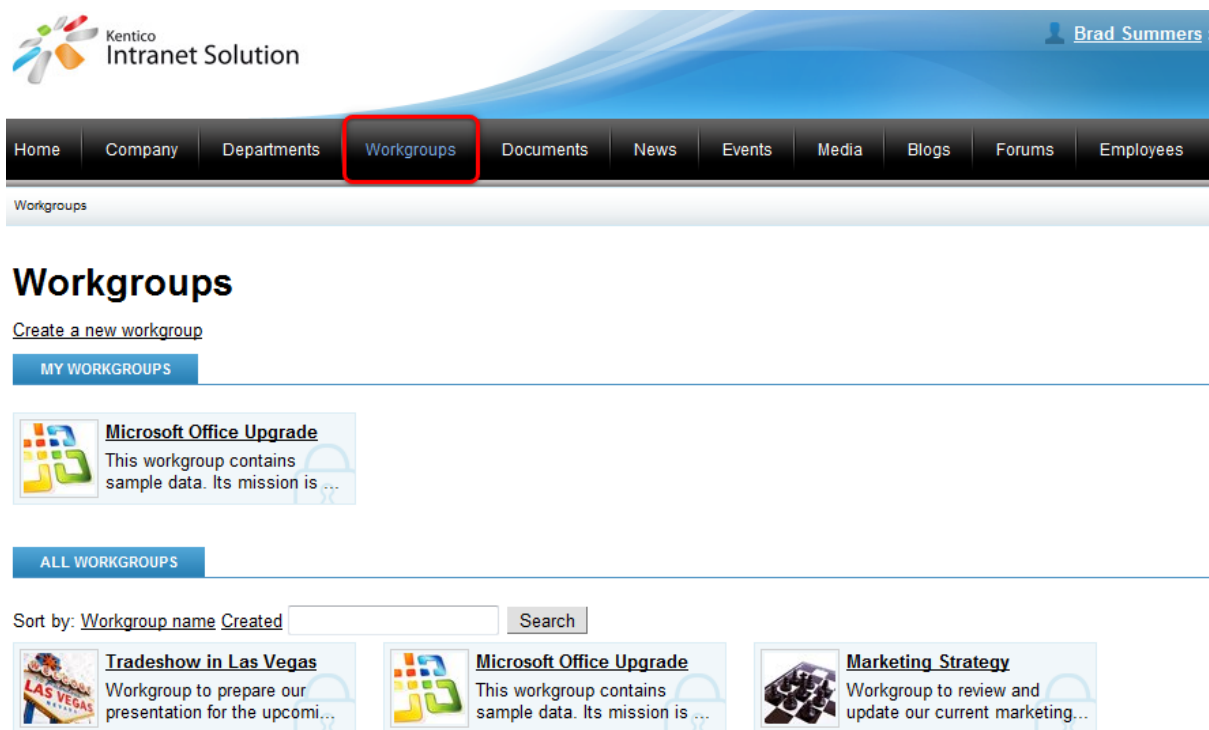 Kentico
Intranet Solution
Brad Summers
Home Company Departments Workgroups Documents News Events Media Blogs Forums Employees
Workgroups
Workgroups
Create a new workgroup
MY WORKGROUPS
Microsoft Office Upgrade
This workgroup contains
sample data. Its mission is ...
ALL WORKGROUPS
Sort by: Workgroup name Created Search
LAS VEGAS
Tradeshow in Las Vegas
Workgroup to prepare our
presentation for the upcomi...
Microsoft Office Upgrade
This workgroup contains
sample data. Its mission is ...
Marketing Strategy
Workgroup to review and
update our current marketing...